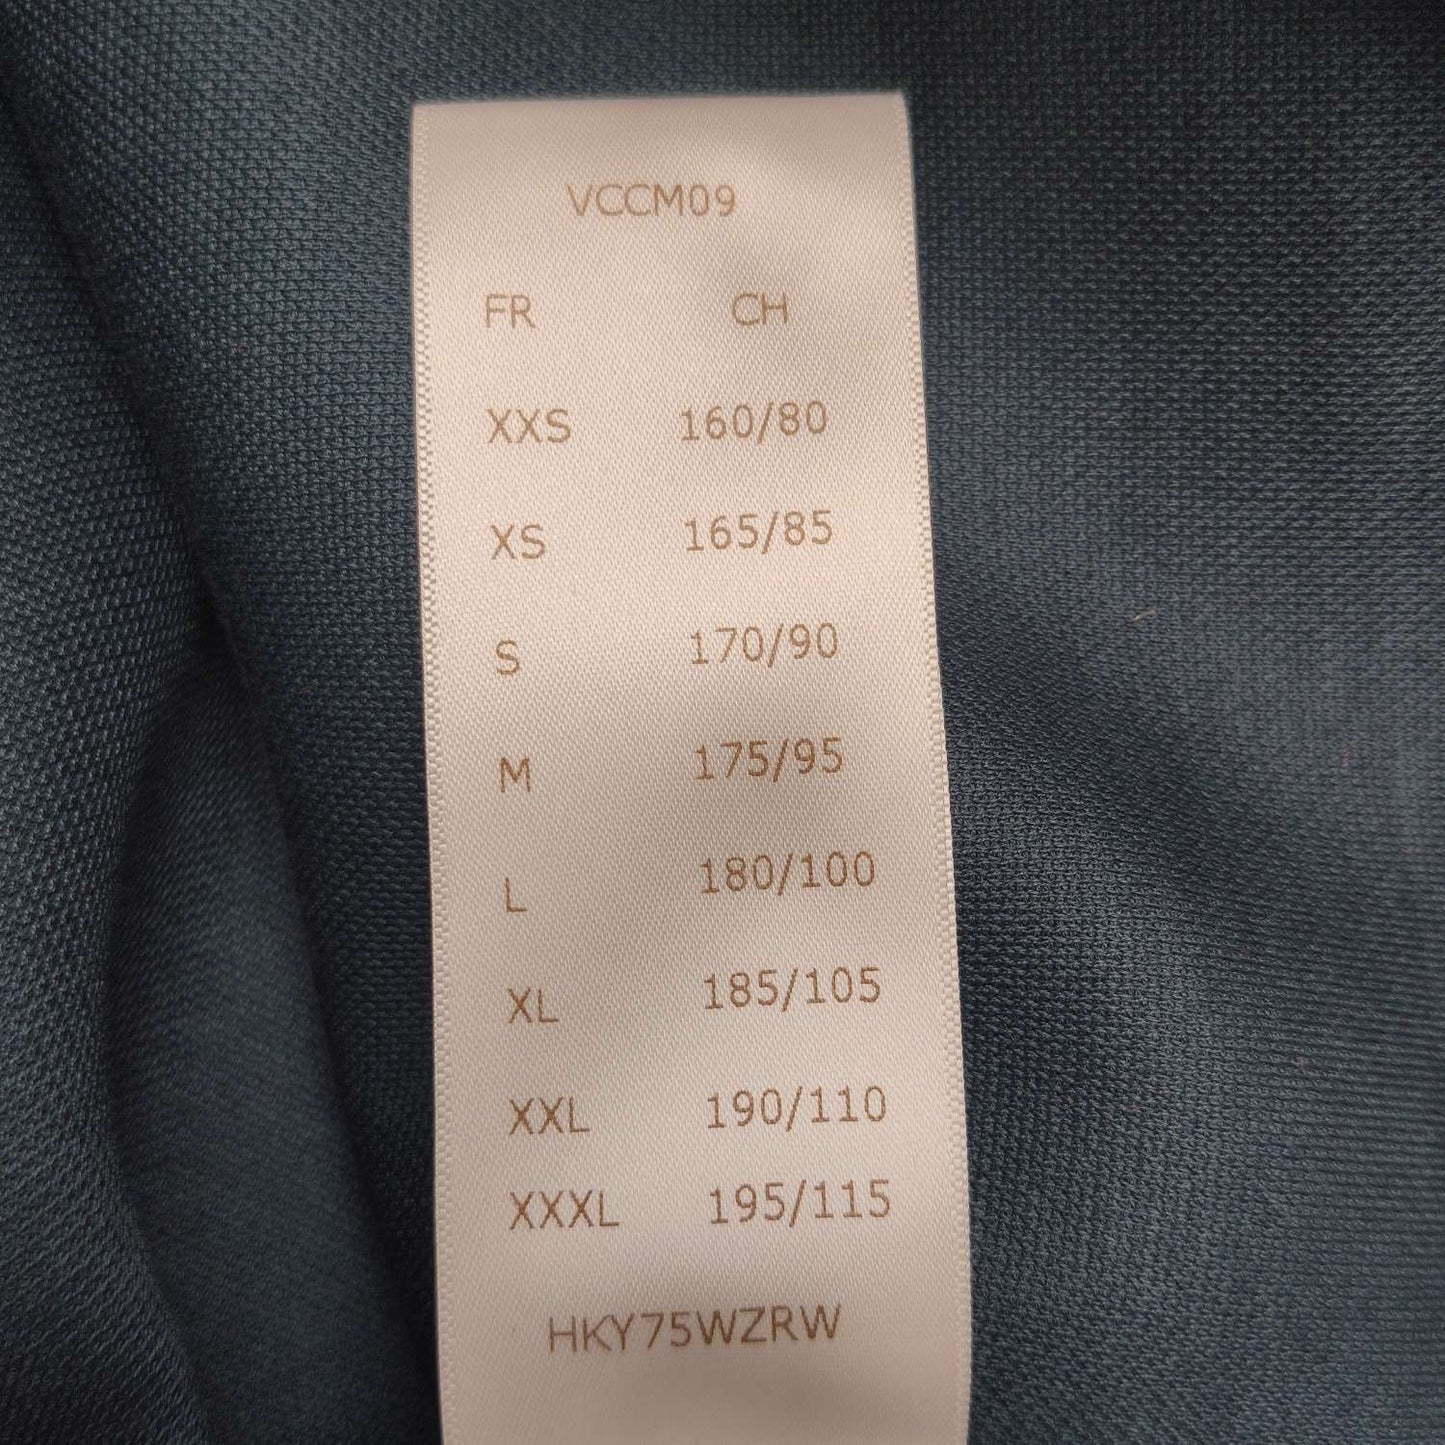 VCCM09
FR CH
XXS 160/80
XS 165/85
S 170/90
M 175/95
L 180/100
XL 185/105
XXL 190/110
XXXL 195/115
HKY75WZRW